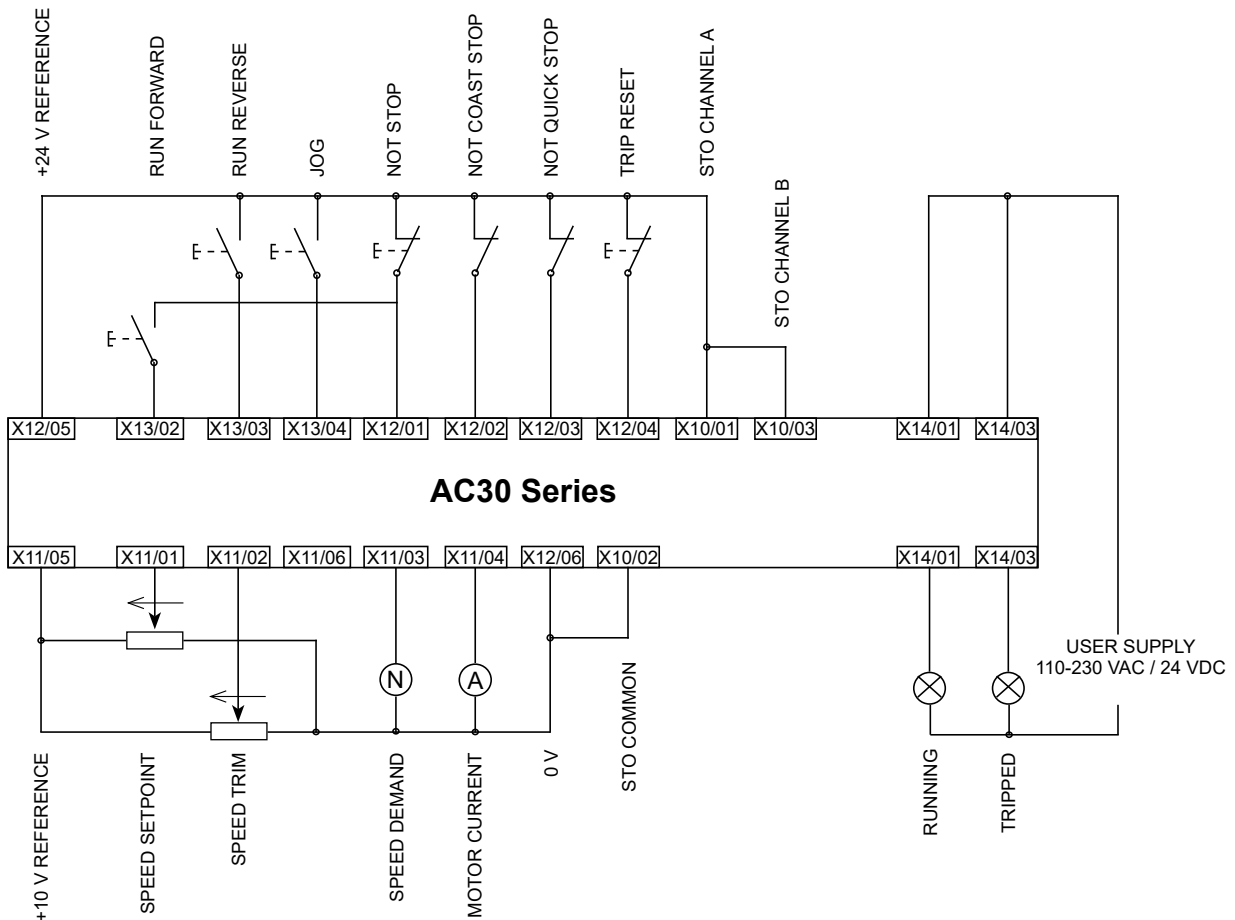 +24 V REFERENCE
RUN FORWARD
RUN REVERSE
JOG
NOT STOP
NOT COAST STOP
NOT QUICK STOP
TRIP RESET
STO CHANNEL A
STO CHANNEL B
X12/05
X13/02
X13/03
X13/04
X12/01
X12/02
X12/03
X12/04
X10/01
X10/03
X14/01
X14/03
AC30 Series
X11/05
X11/01
X11/02
X11/06
X11/03
X11/04
X12/06
X10/02
X14/01
X14/03
N
A
USER SUPPLY
110-230 VAC / 24 VDC
+10 V REFERENCE
SPEED SETPOINT
SPEED TRIM
SPEED DEMAND
MOTOR CURRENT
0 V
STO COMMON
RUNNING
TRIPPED